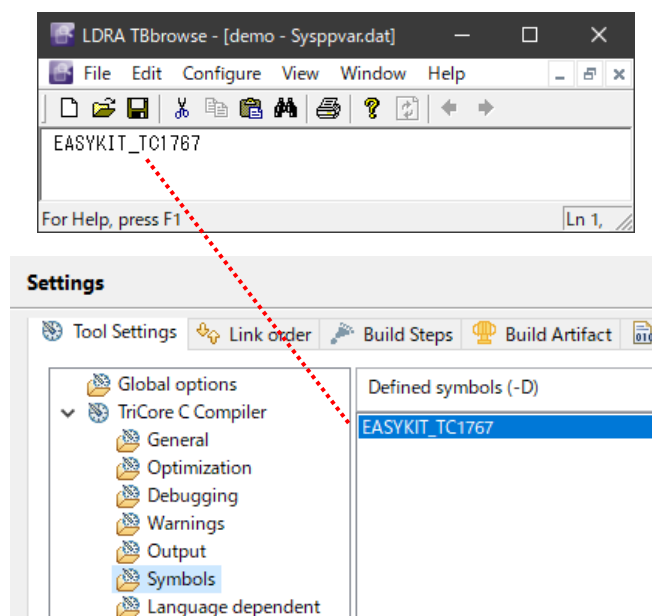 LDRA TBbrowse - [demo - Sysppvar.dat]
File Edit Configure View Window Help
EASYKIT_TC1767
For Help, press F1
Ln 1,
Settings
Tool Settings Link order Build Steps Build Artifact
Global options
Defined symbols (-D)
TriCore C Compiler
EASYKIT_TC1767
General
Optimization
Debugging
Warnings
Output
Symbols
Language dependent